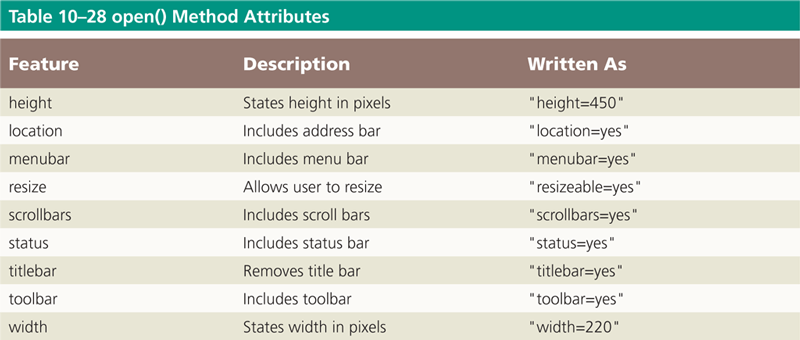 Table 10–28 open() Method Attributes
Feature Description Written As
height States height in pixels "height=450"
location Includes address bar "location=yes"
menubar Includes menu bar "menubar=yes"
resize Allows user to resize "resizeable=yes"
scrollbars Includes scroll bars "scrollbars=yes"
status Includes status bar "status=yes"
titlebar Removes title bar "titlebar=yes"
toolbar Includes toolbar "toolbar=yes"
width States width in pixels "width=220"